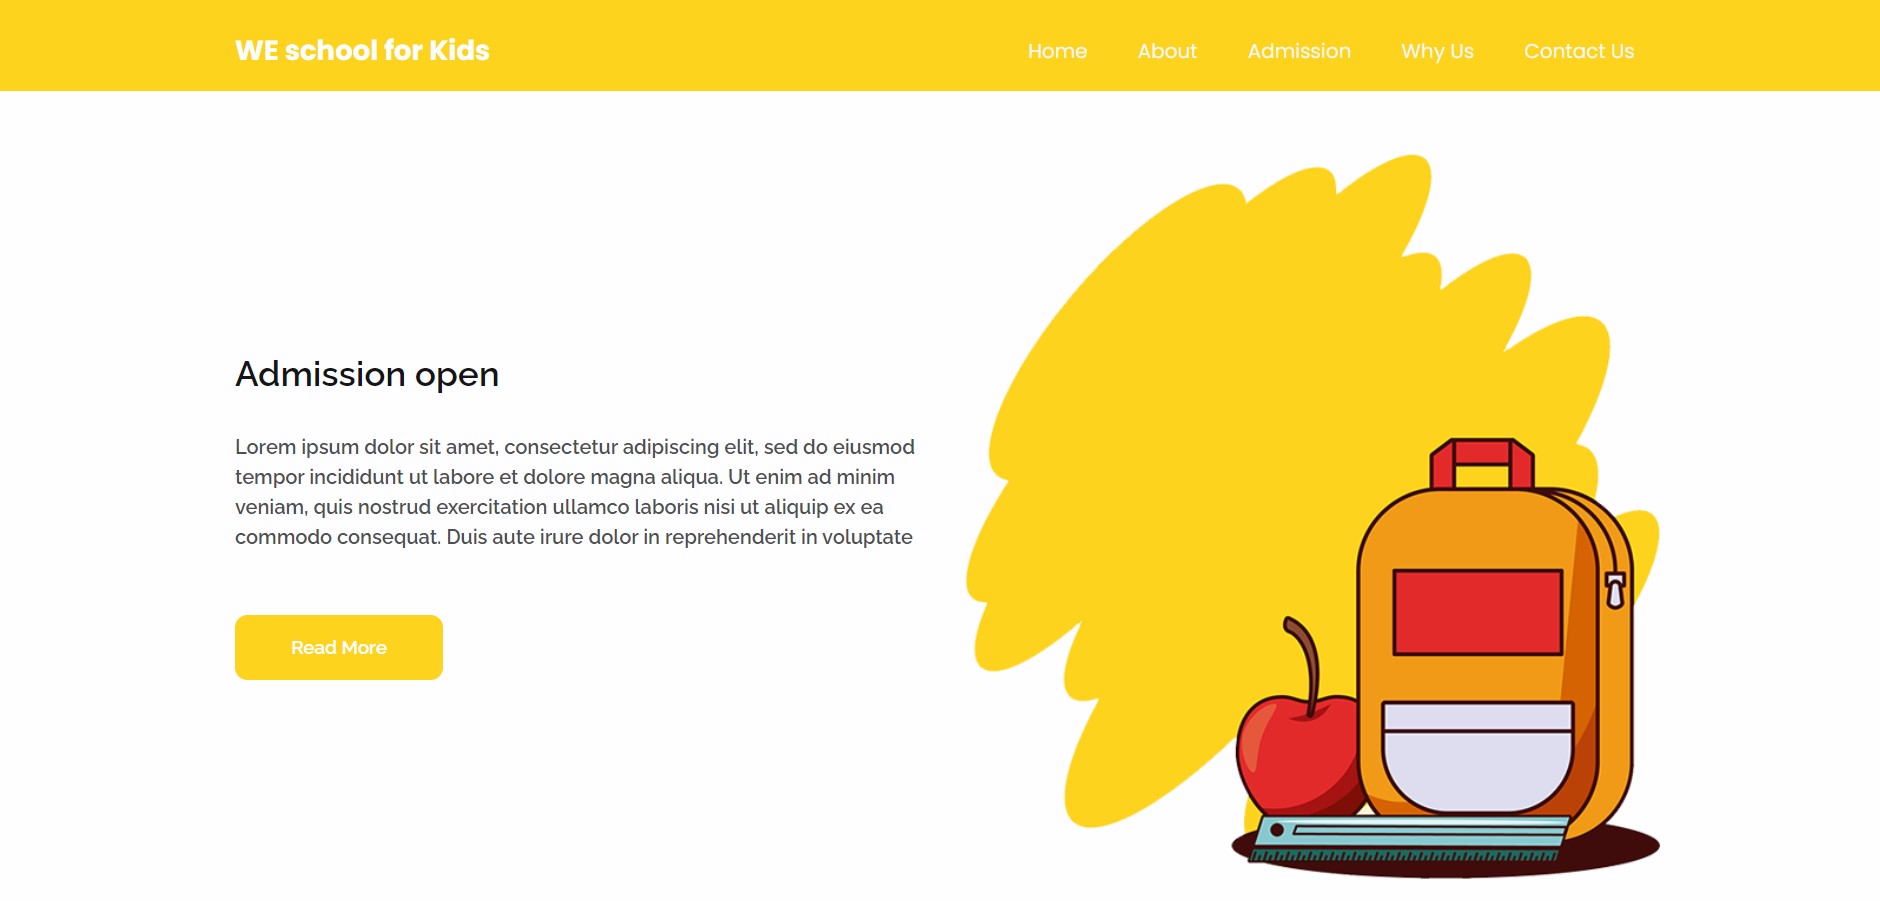 WE school for Kids
Home About Admission Why Us Contact Us
Admission open
Lorem ipsum dolor sit amet, consectetur adipiscing elit, sed do eiusmod
tempor incididunt ut labore et dolore magna aliqua. Ut enim ad minim
veniam, quis nostrud exercitation ullamco laboris nisi ut aliquip ex ea
commodo consequat. Duis aute irure dolor in reprehenderit in voluptate
Read More